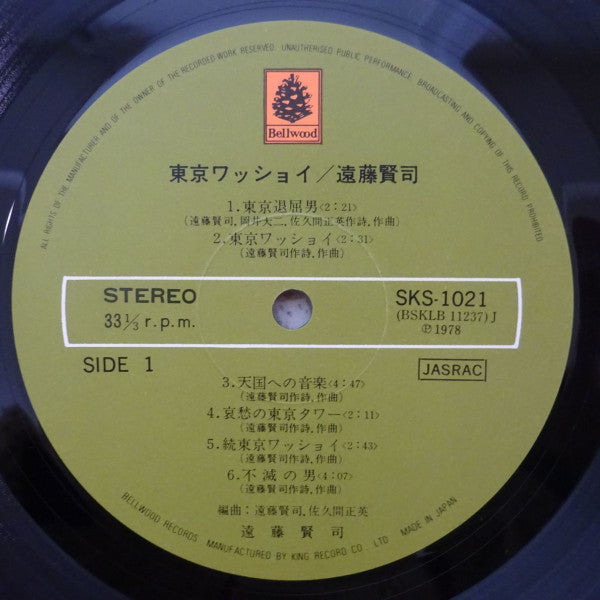 ALL RIGHTS OF THE MANUFACTURER AND OF THE OWNER OF THE RECORDED WORK RESERVED. UNAUTHORISED PUBLIC PERFORMANCE, BROADCASTING AND COPYING OF THIS RECORD PROHIBITED
Bellwood
東京ワッショイ/遠藤賢司
1.東京退屈男<2:21>
(遠藤賢司,岡井大二,佐久間正英作詩,作曲)
2.東京ワッショイ<2:31>
(遠藤賢司作詩,作曲)
STEREO
33 1/3 r.p.m.
SKS-1021
(BSKLB 11237)J
Ⓟ1978
SIDE 1
JASRAC
3.天国への音楽<4:47>
(遠藤賢司作詩,作曲)
4.哀愁の東京タワー<2:11>
(遠藤賢司作詩,作曲)
5.続東京ワッショイ<2:43>
(遠藤賢司作詩,作曲)
6.不滅の男<4:07>
(遠藤賢司作詩,作曲)
編曲:遠藤賢司,佐久間正英
遠藤賢司
BELLWOOD RECORDS MANUFACTURED BY KING RECORD CO. LTD. MADE IN JAPAN